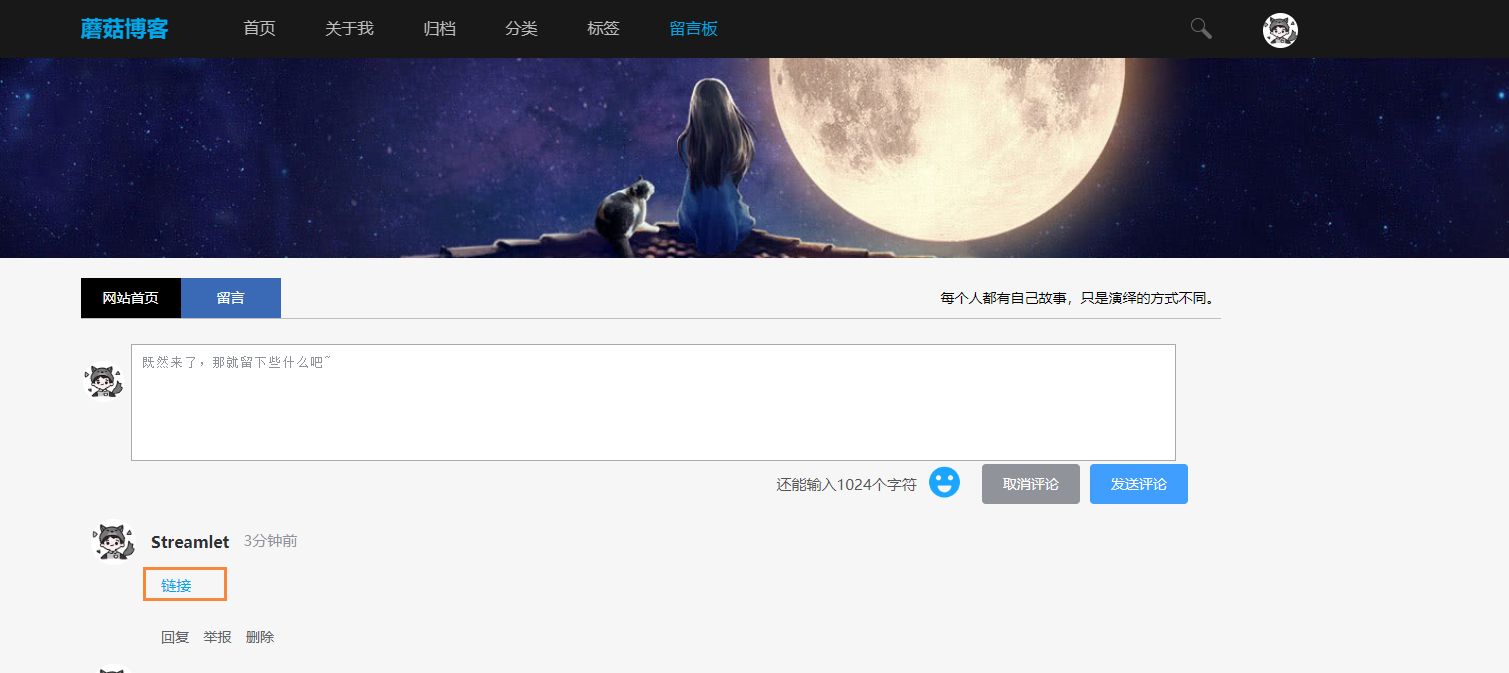 蘑菇博客 首页 关于我 归档 分类 标签 留言板
网站首页 留言 每个人都有自己故事，只是演绎的方式不同。
既然来了，那就留下些什么吧~
还能输入1024个字符 取消评论 发送评论
Streamlet 3分钟前
链接
回复 举报 删除